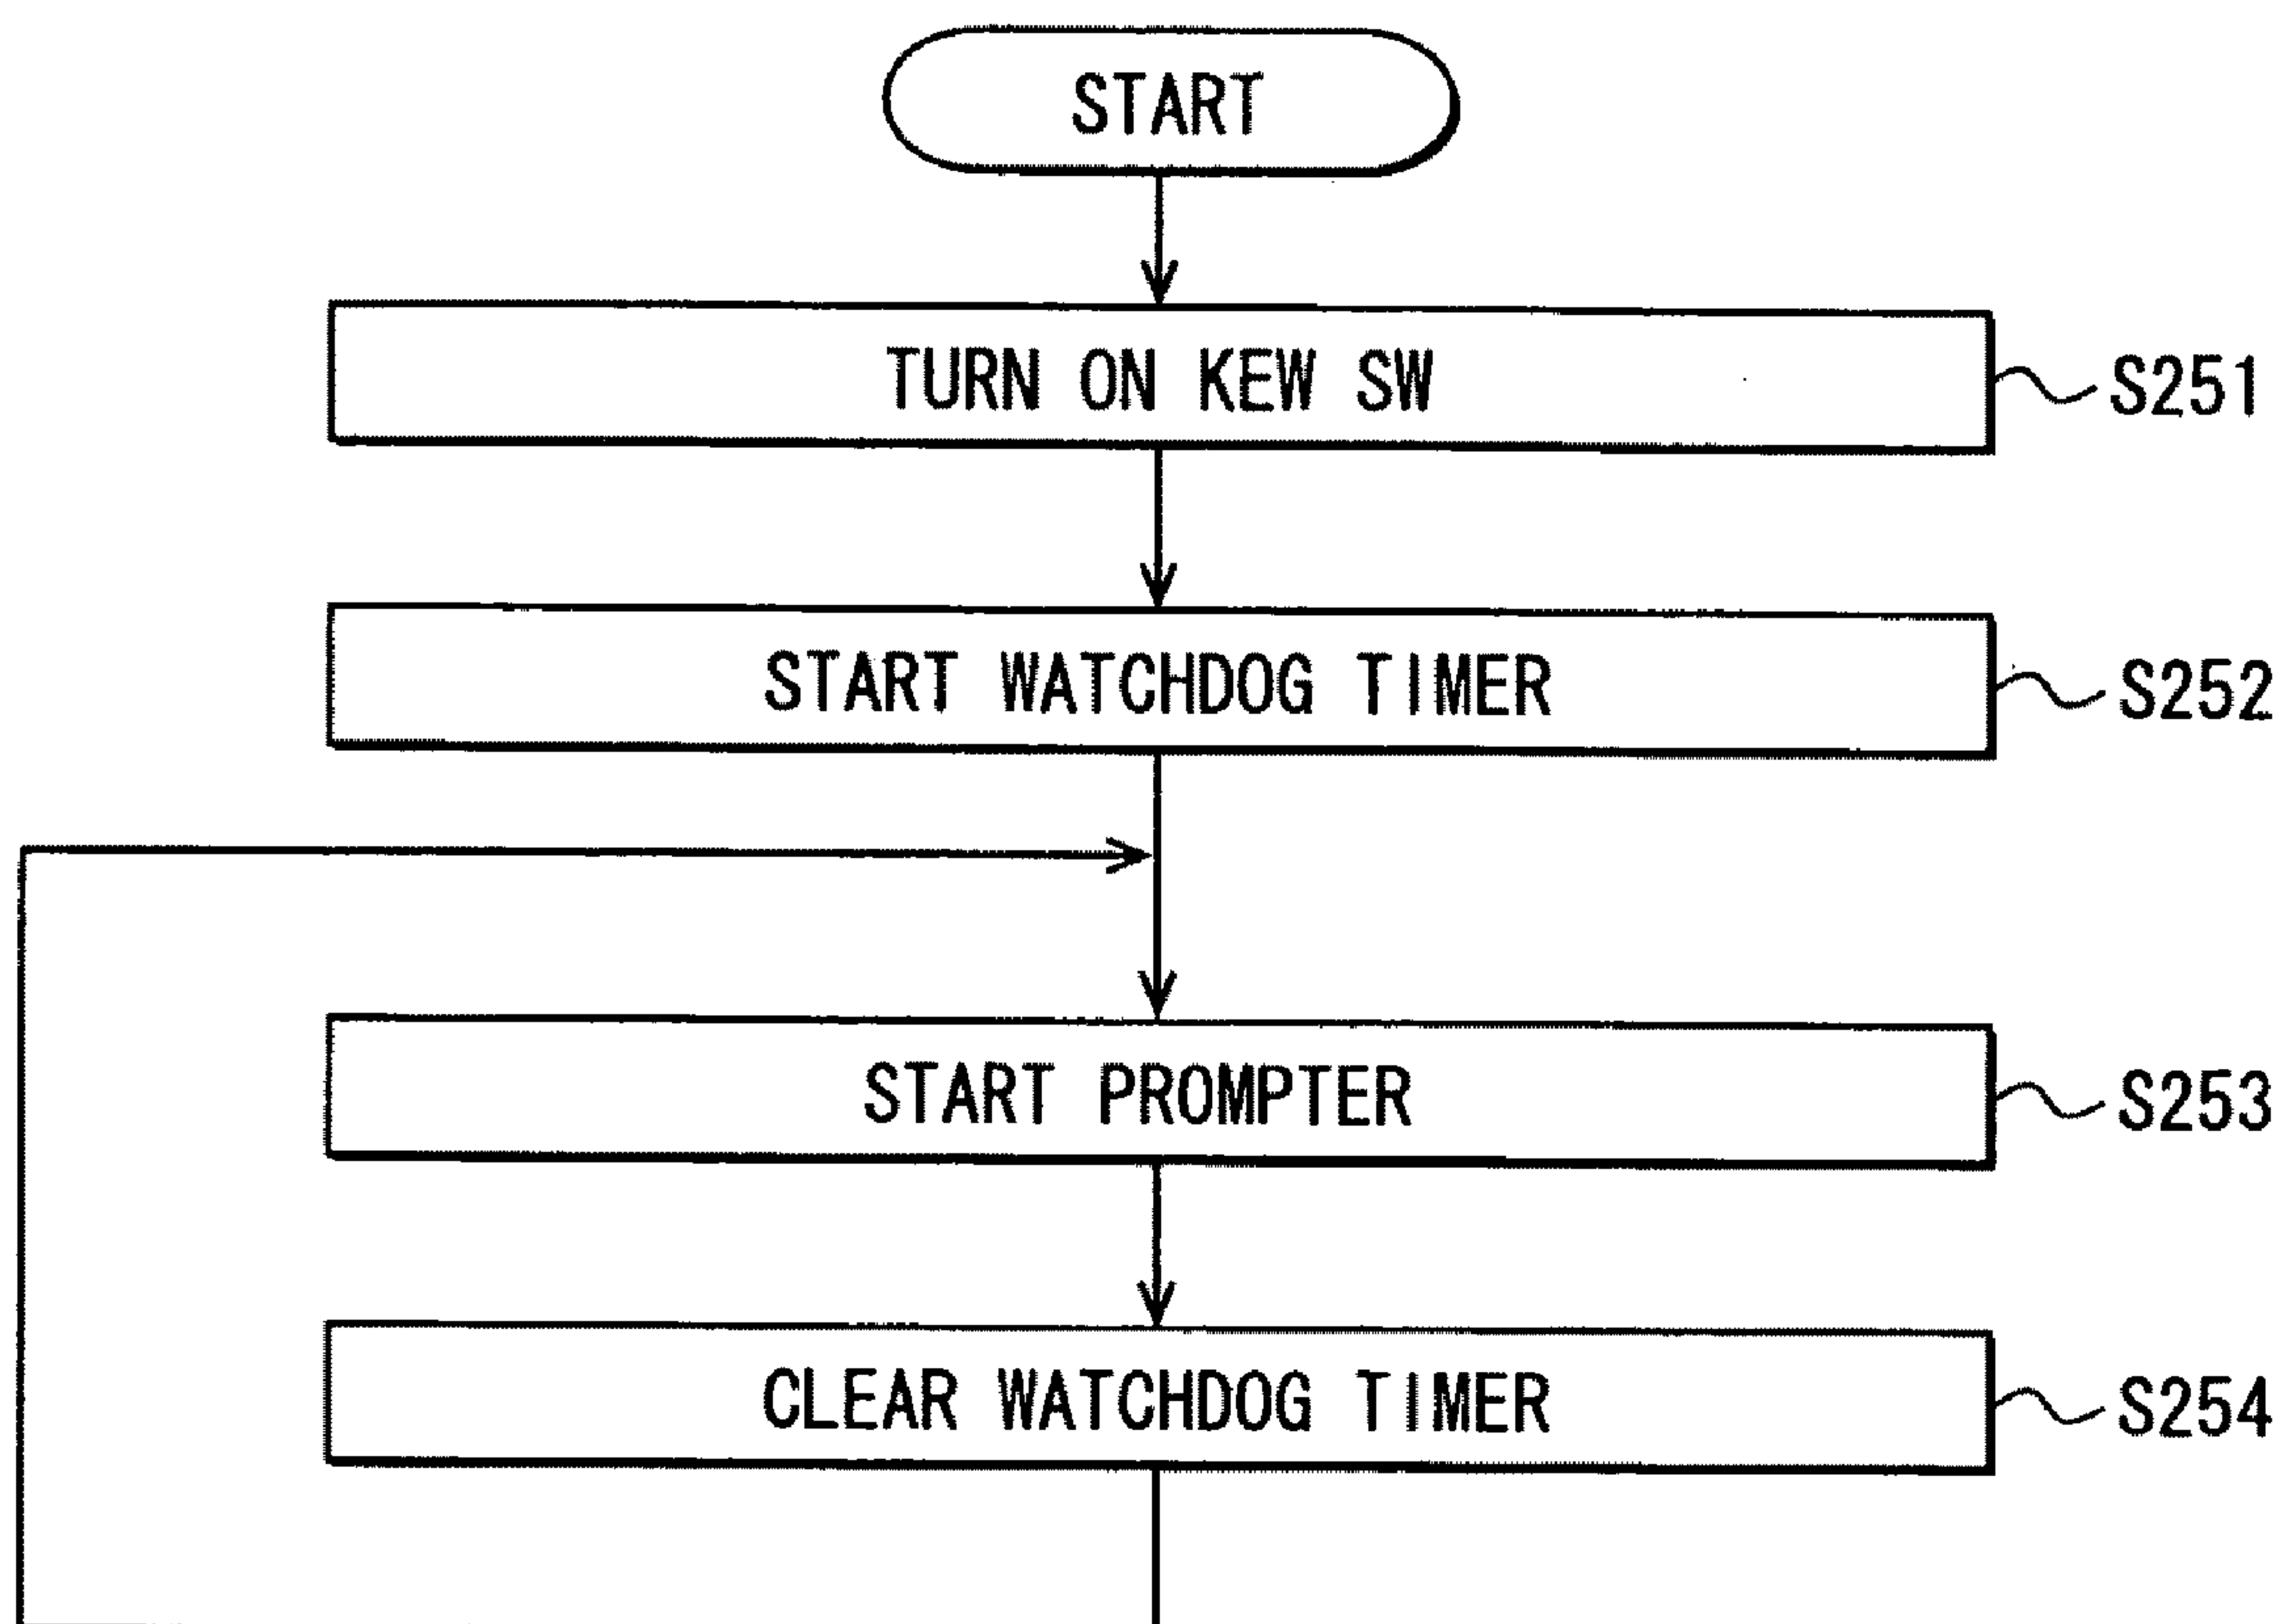 START
TURN ON KEW SW
S251
START WATCHDOG TIMER
S252
START PROMPTER
S253
CLEAR WATCHDOG TIMER
S254